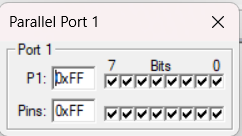 Parallel Port 1
Port 1
7 Bits 0
P1: 0xFF
Pins: 0xFF